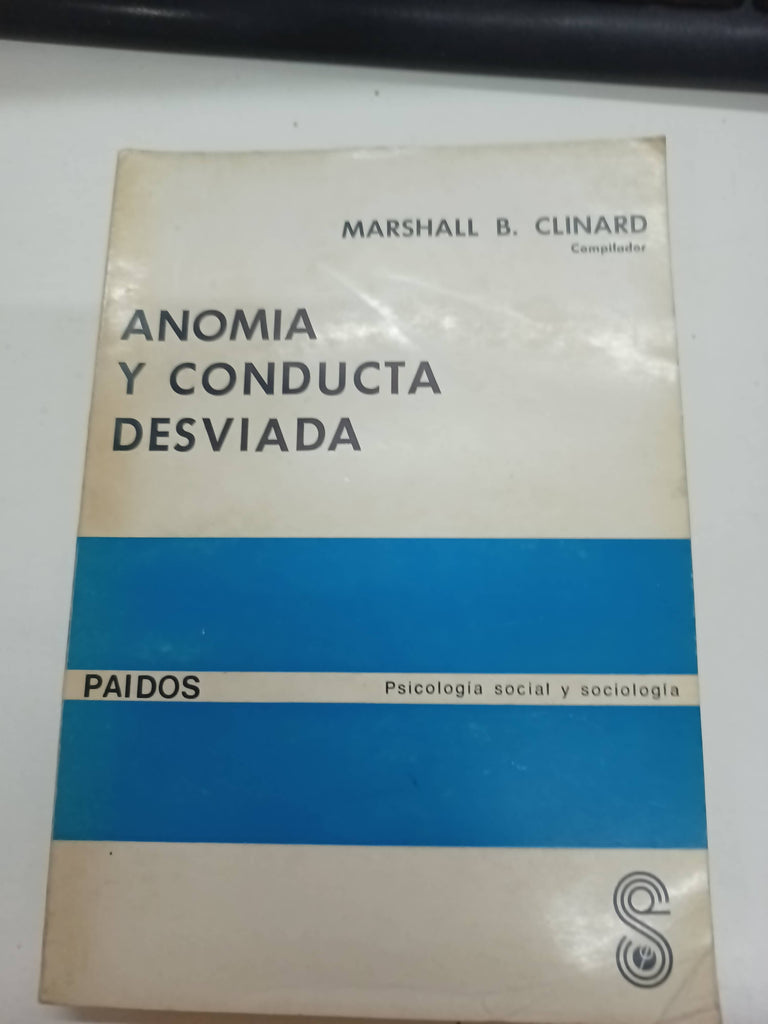 MARSHALL B. CLINARD
Compilador
ANOMIA
Y CONDUCTA
DESVIADA
PAIDOS
Psicología social y sociología